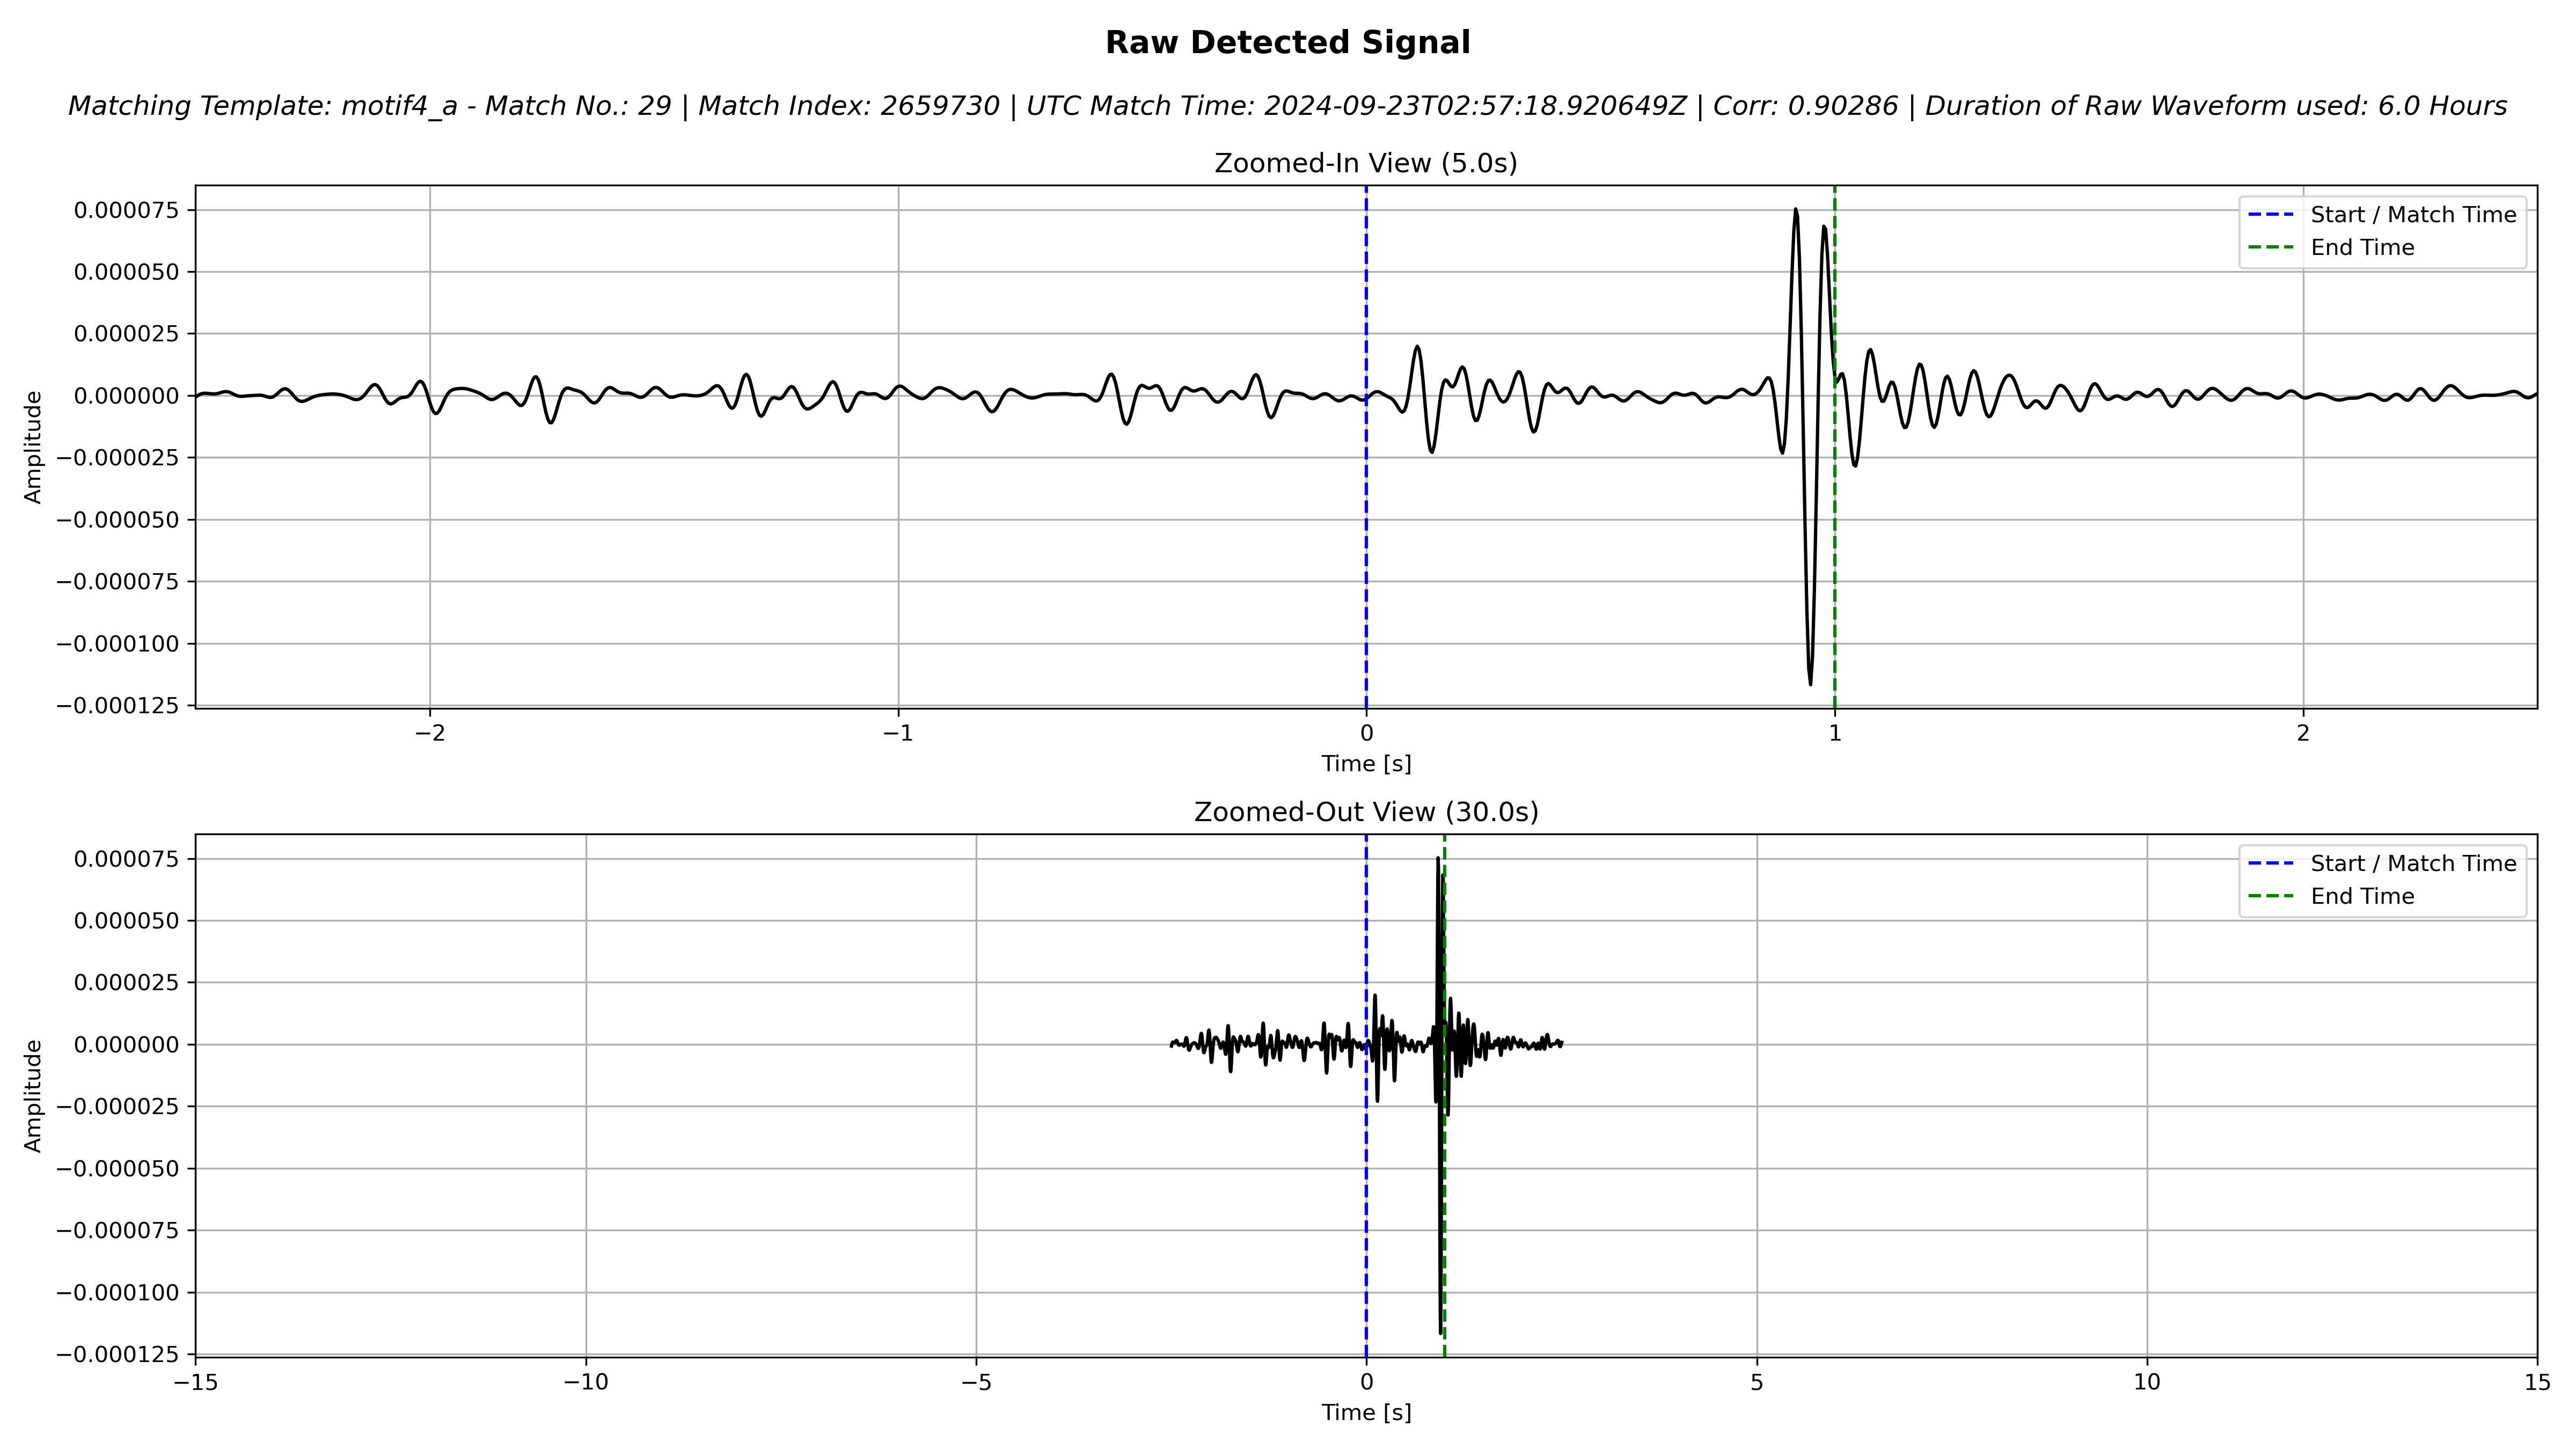 Raw Detected Signal
Matching Template: motif4_a - Match No.: 29 | Match Index: 2659730 | UTC Match Time: 2024-09-23T02:57:18.920649Z | Corr: 0.90286 | Duration of Raw Waveform used: 6.0 Hours
Zoomed-In View (5.0s)
Amplitude
0.000075
0.000050
0.000025
0.000000
−0.000025
−0.000050
−0.000075
−0.000100
−0.000125
Start / Match Time
End Time
−2 −1 0 1 2
Time [s]
Zoomed-Out View (30.0s)
Amplitude
0.000075
0.000050
0.000025
0.000000
−0.000025
−0.000050
−0.000075
−0.000100
−0.000125
Start / Match Time
End Time
−15 −10 −5 0 5 10 15
Time [s]